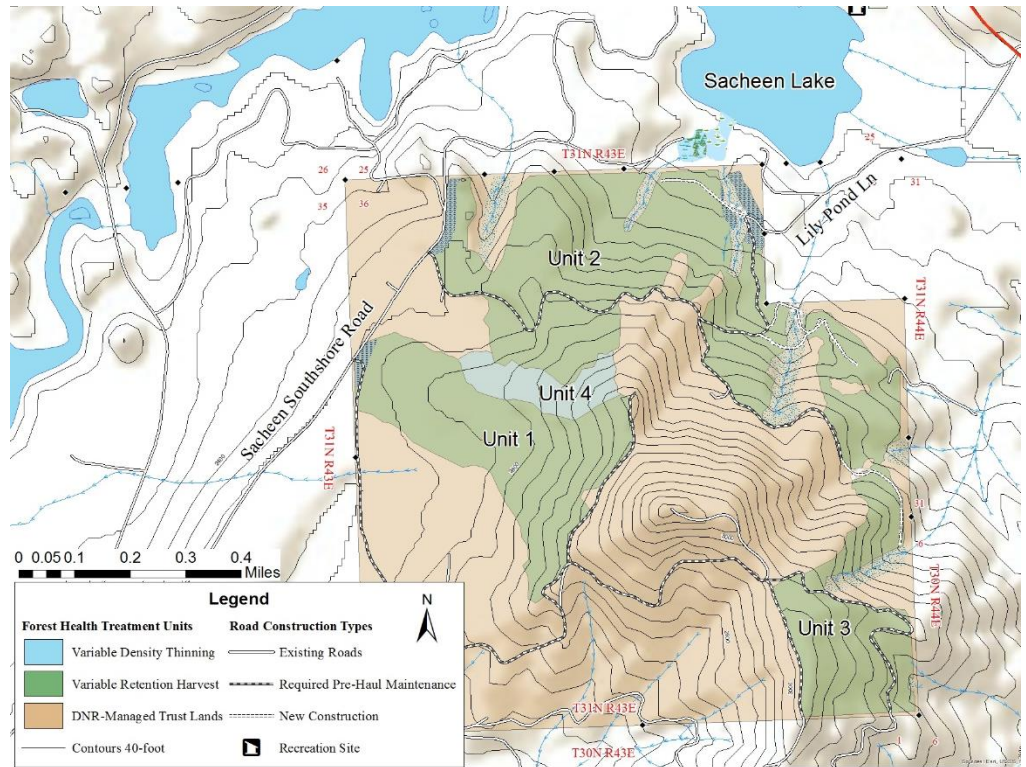 Sacheen Lake
25
T31N R43E
26 25
35 36
31
Lily Pond Ln
Unit 2
T31N R44E
Sacheen Southshore Road
Unit 4
Unit 1
T31N R43E
31
6
T30N R44E
Unit 3
0 0.05 0.1 0.2 0.3 0.4
Miles
Legend
N
Forest Health Treatment Units
Variable Density Thinning
Variable Retention Harvest
DNR-Managed Trust Lands
Contours 40-foot
Road Construction Types
Existing Roads
Required Pre-Haul Maintenance
New Construction
Recreation Site
T31N R43E
T30N R43E
1 6